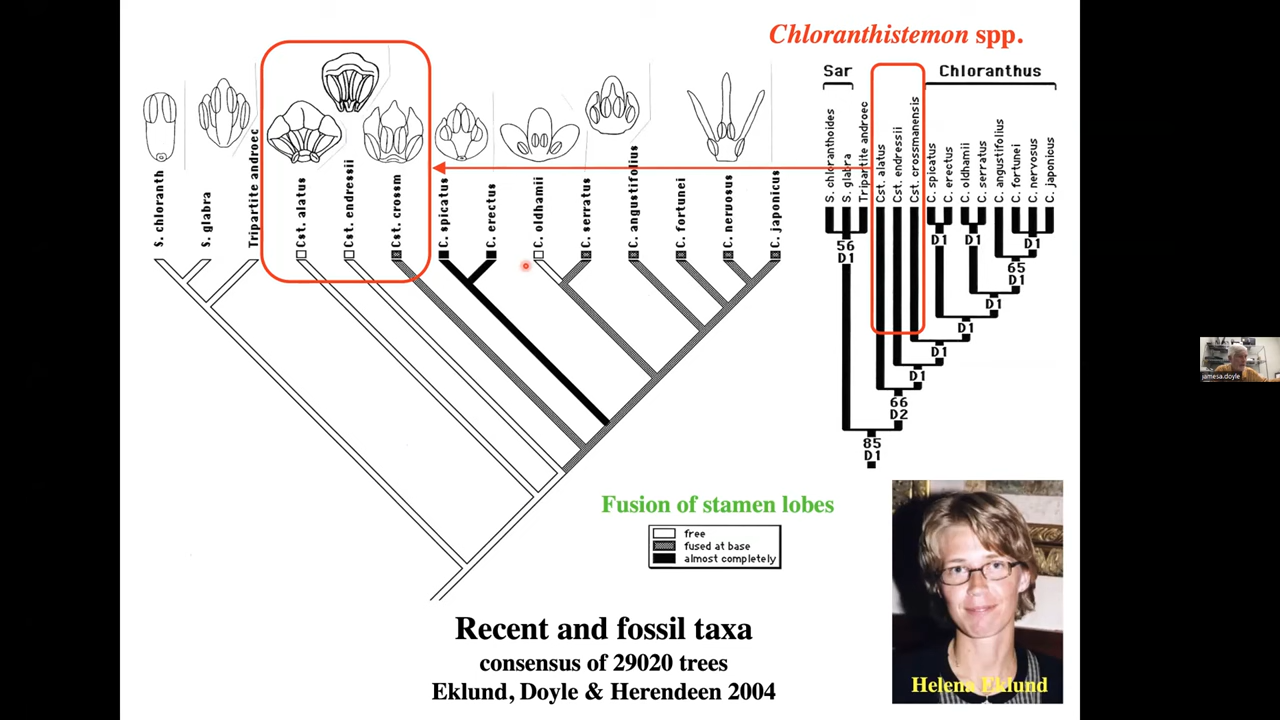 Chloranthistemon spp.
Sar
Chloranthus
S. chloranth
S. glabra
Tripartite androec
Cst. alatus
Cst. endressii
Cst. crossm
C. spicatus
C. erectus
C. oldhamii
C. serratus
C. angustifolius
C. fortunei
C. nervosus
C. japonicus
S. chloranthoides
S. glabra
Tripartite androec
Cst. alatus
Cst. endressii
Cst. crossmanensis
C. spicatus
C. erectus
C. oldhamii
C. serratus
C. angustifolius
C. fortunei
C. nervosus
C. japonicus
56
D1
D1
D1
D1
65
D1
D1
D1
D1
D1
66
D2
85
D1
jamesa.doyle
Fusion of stamen lobes
free
fused at base
almost completely
Recent and fossil taxa
consensus of 29020 trees
Eklund, Doyle & Herendeen 2004
Helena Eklund